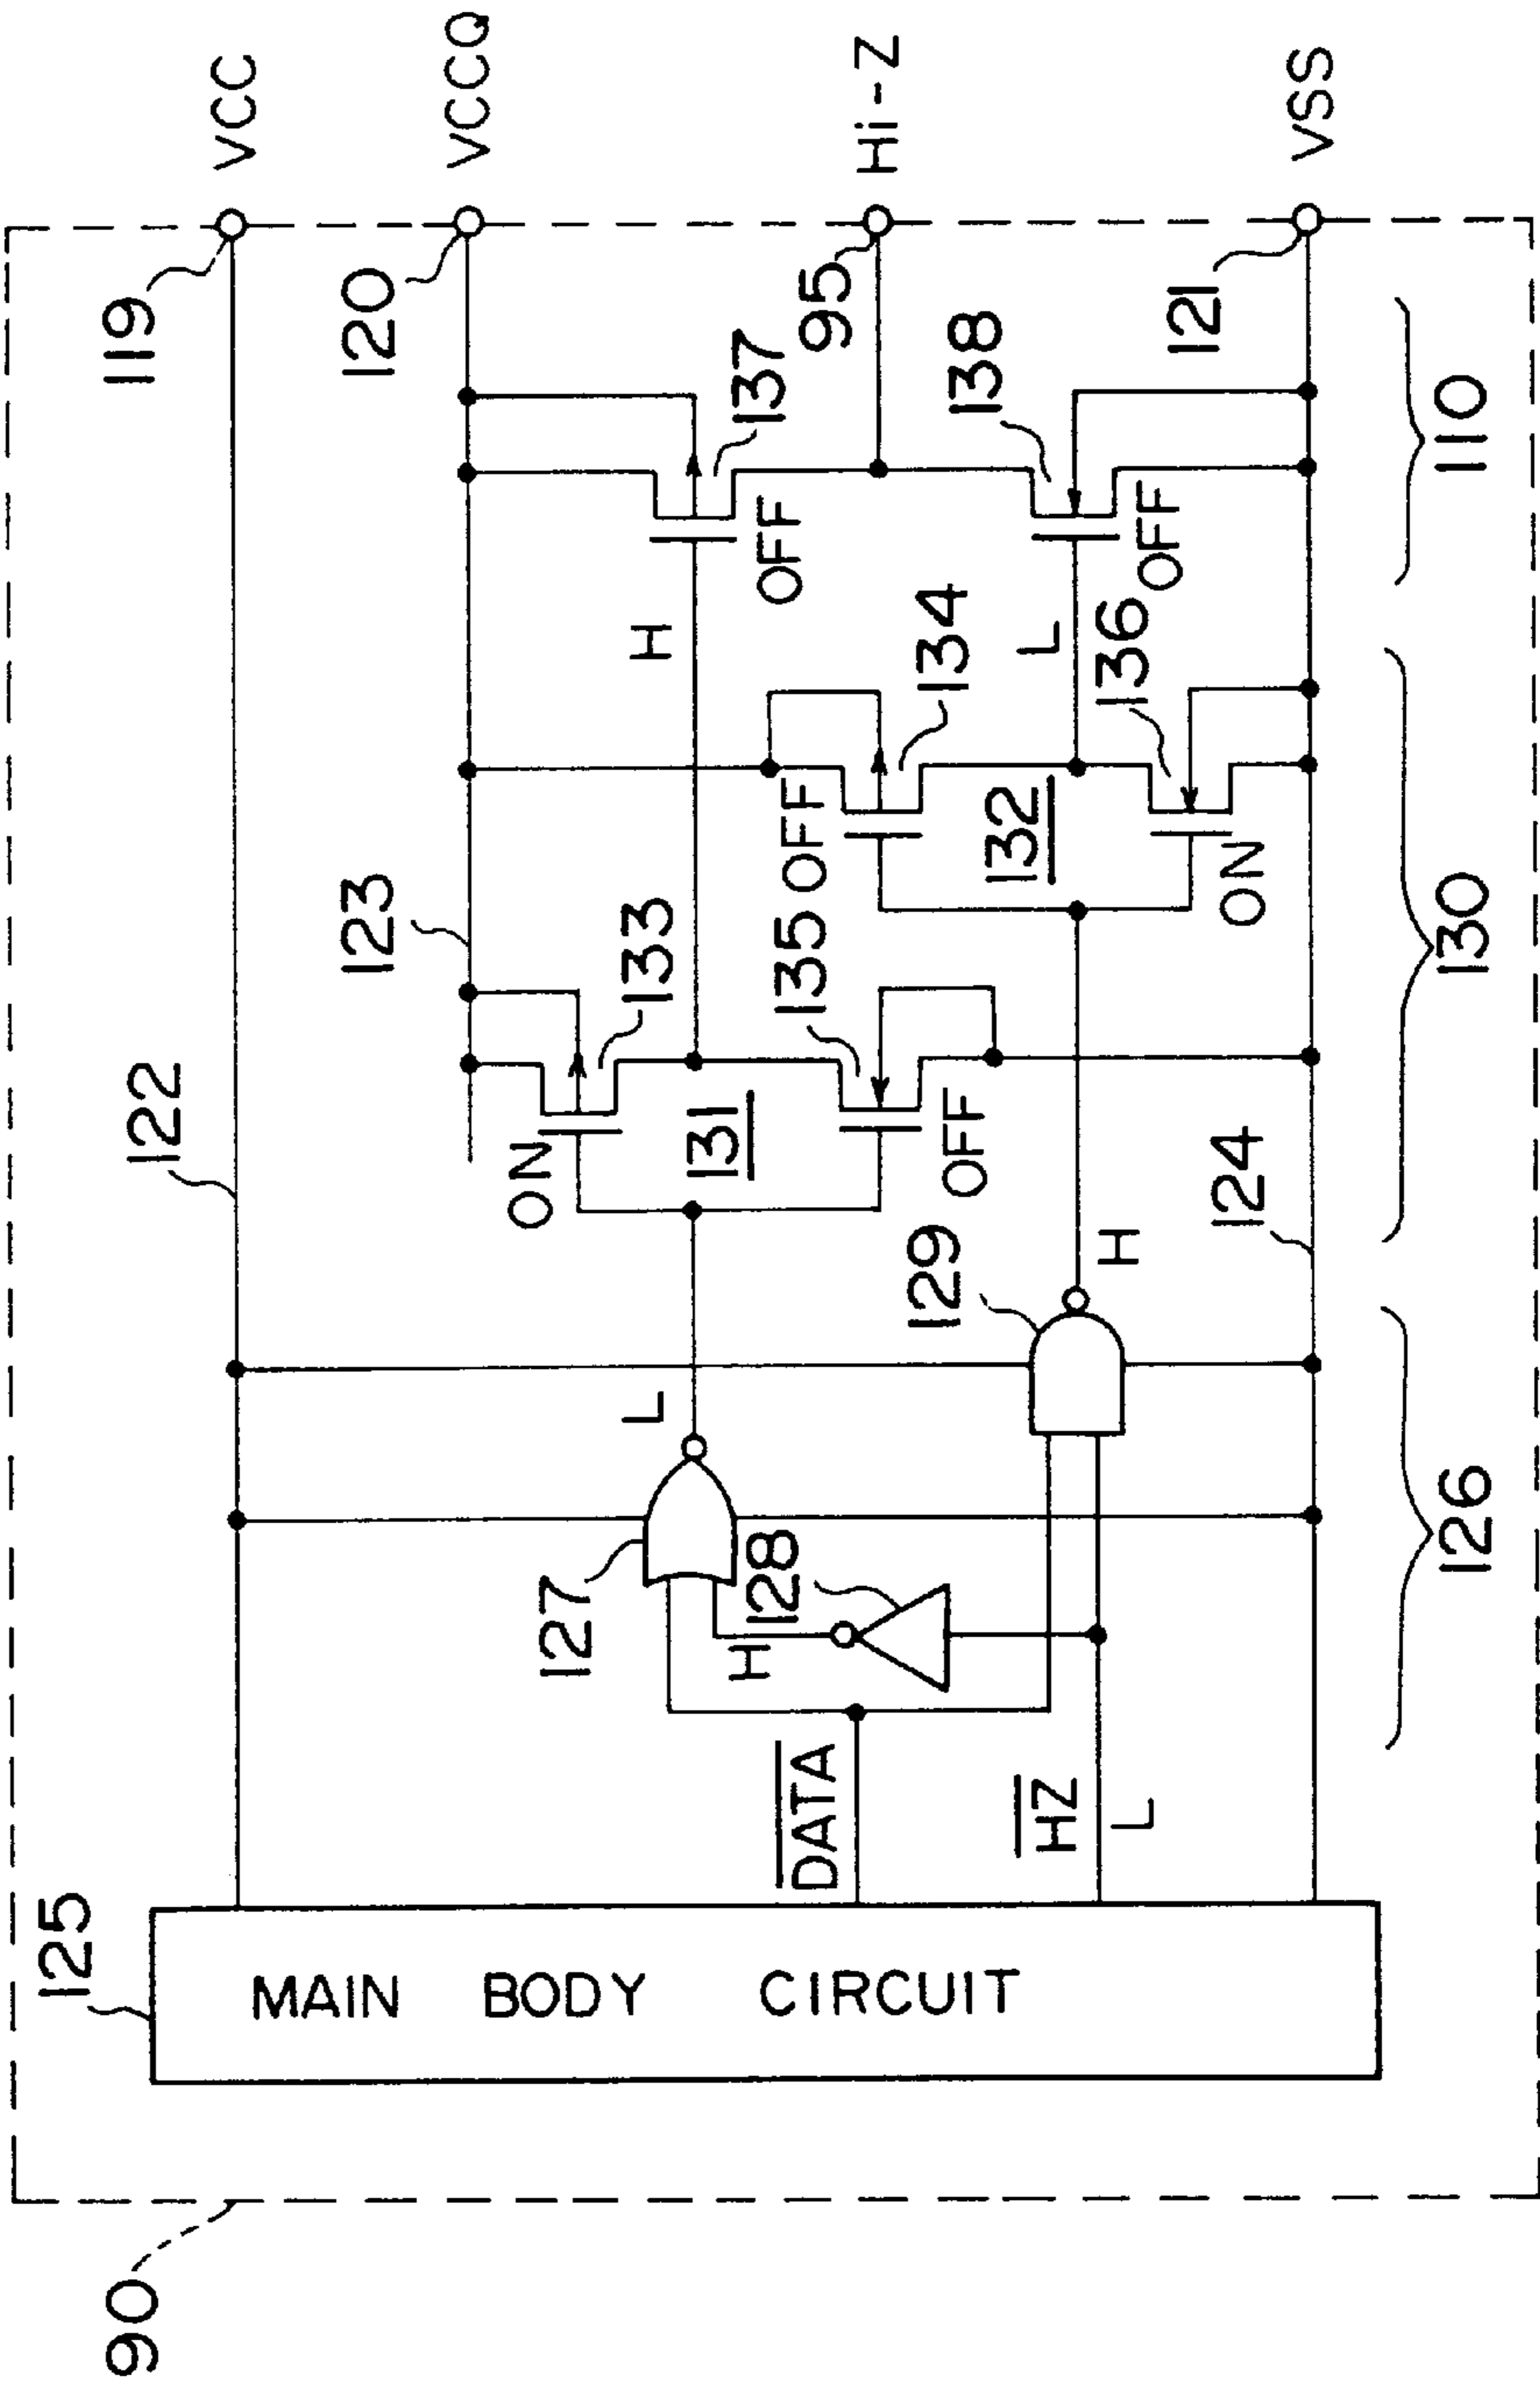 90
125
MAIN BODY CIRCUIT
122
119
VCC
123
120
VCCQ
ON
133
H
137
OFF
131
127
L
H
128
135
OFF
OFF
134
132
L
138
OFF
95
Hi-Z
DATA
HZ
L
129
H
136
ON
124
121
VSS
126
130
110